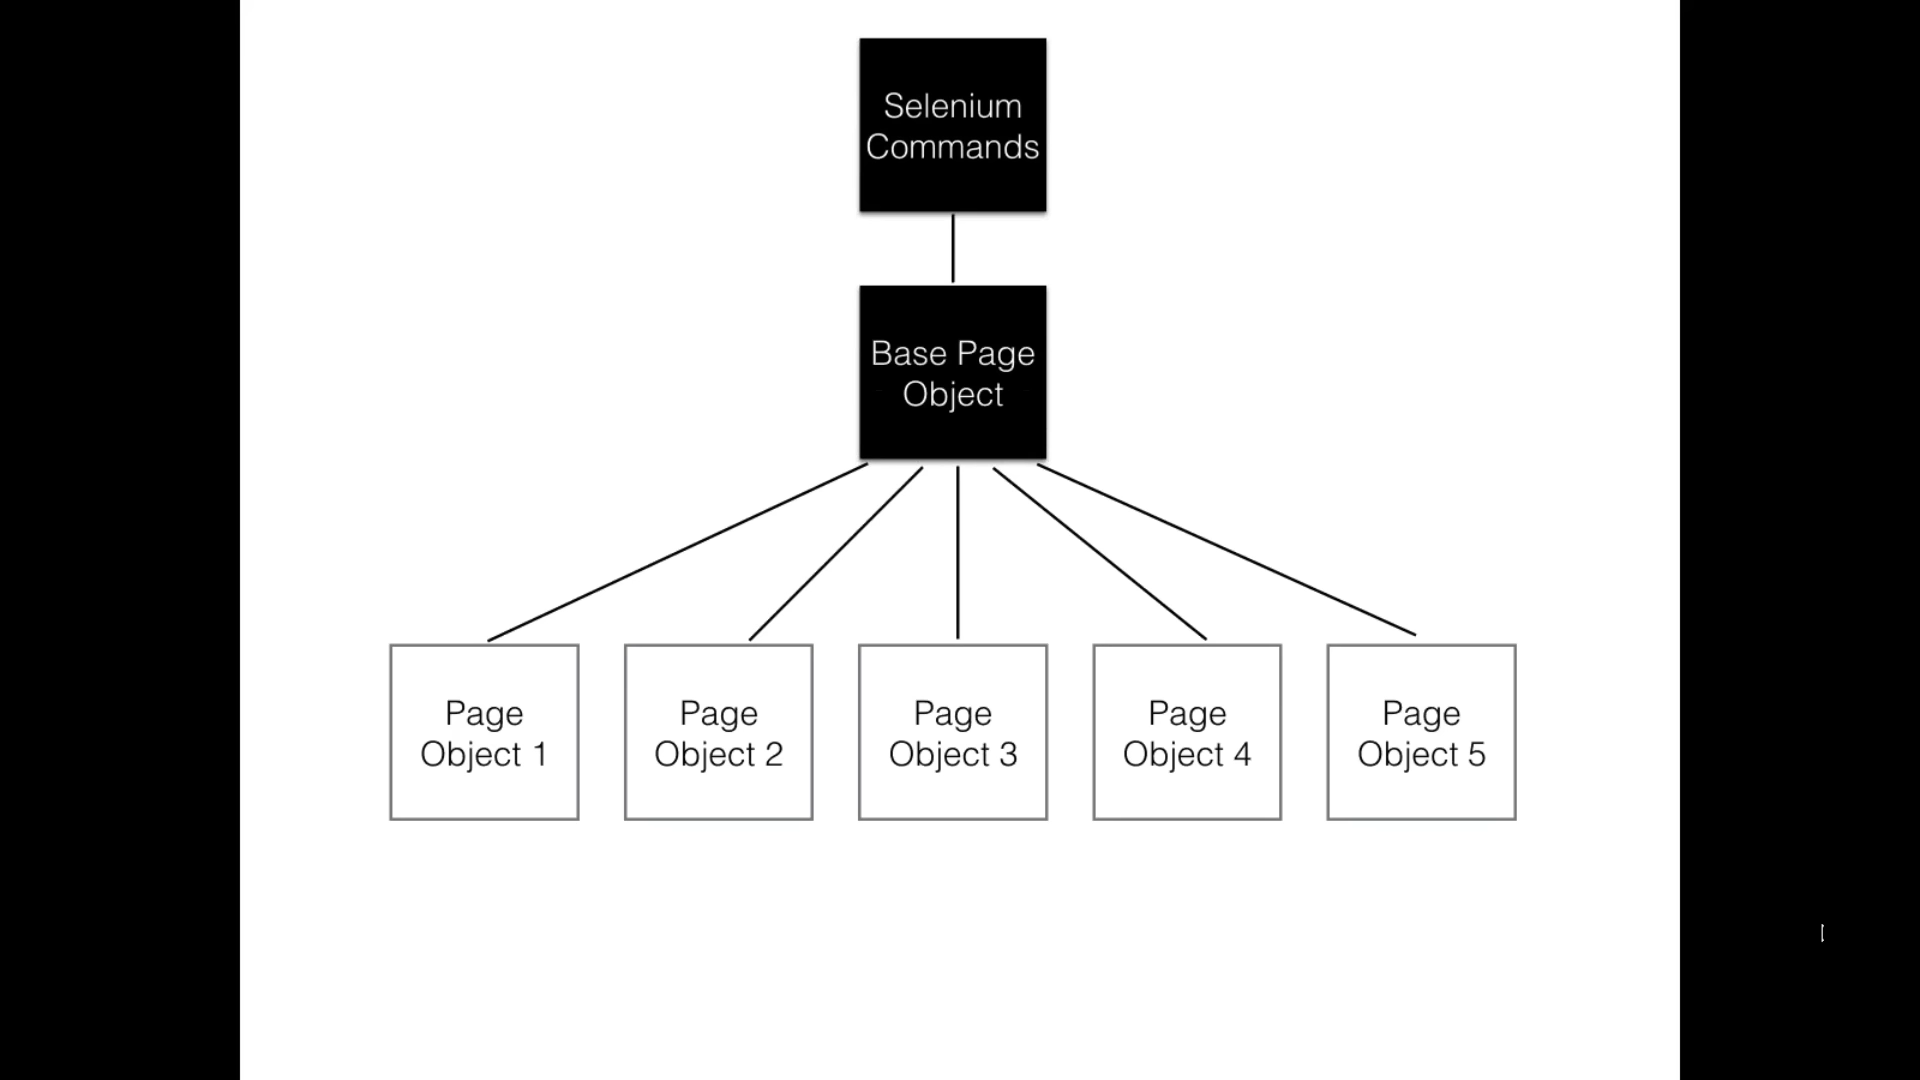 Selenium
Commands
Base Page
Object
Page
Object 1
Page
Object 2
Page
Object 3
Page
Object 4
Page
Object 5